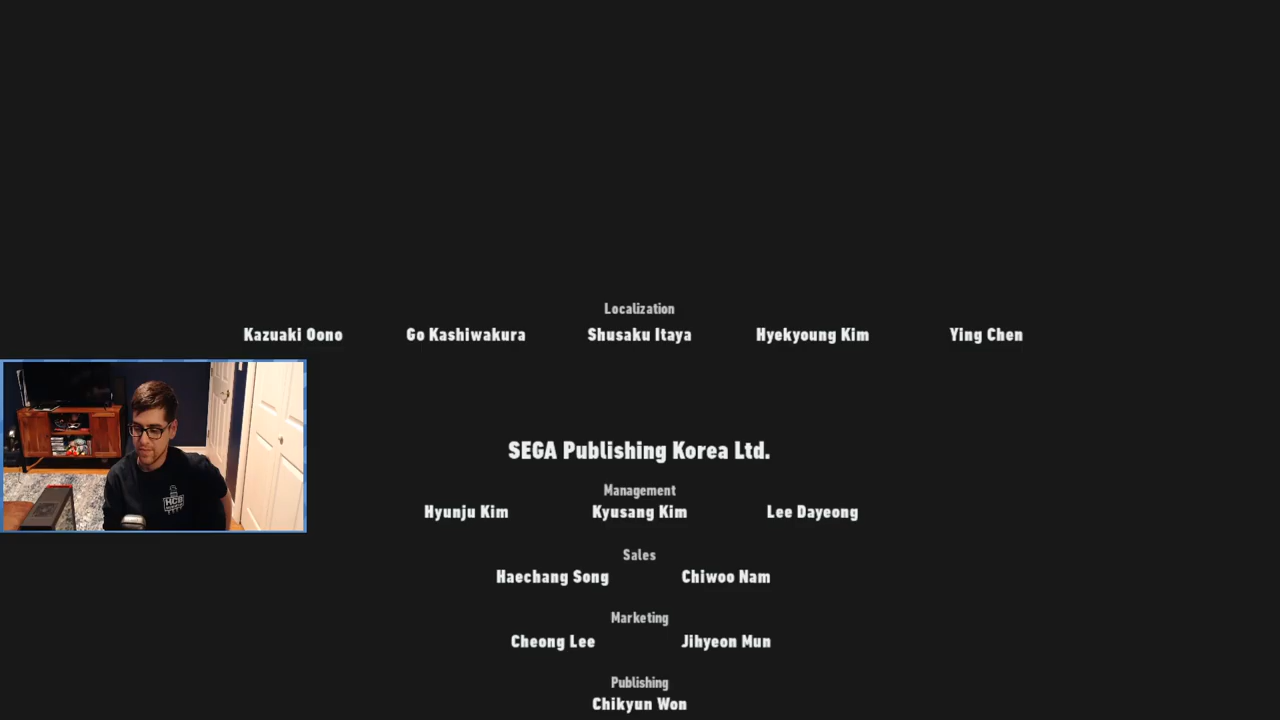 Localization
Kazuaki Oono Go Kashiwakura Shusaku Itaya Hyekyoung Kim Ying Chen
SEGA Publishing Korea Ltd.
Management
Hyunju Kim Kyusang Kim Lee Dayeong
Sales
Haechang Song Chiwoo Nam
Marketing
Cheong Lee Jihyeon Mun
Publishing
Chikyun Won
HCB